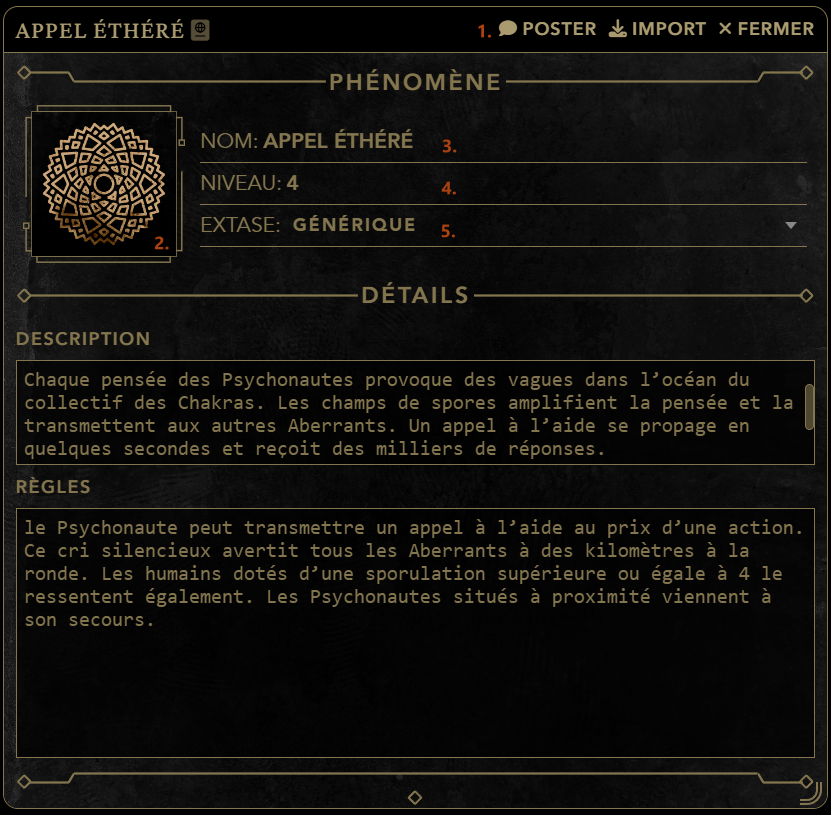 APPEL ÉTHÉRÉ
1. POSTER IMPORT × FERMER
PHÉNOMÈNE
NOM: APPEL ÉTHÉRÉ 3.
NIVEAU: 4 4.
EXTASE: GÉNÉRIQUE 5.
2.
DÉTAILS
DESCRIPTION
Chaque pensée des Psychonautes provoque des vagues dans l’océan du
collectif des Chakras. Les champs de spores amplifient la pensée et la
transmettent aux autres Aberrants. Un appel à l’aide se propage en
quelques secondes et reçoit des milliers de réponses.
RÈGLES
le Psychonaute peut transmettre un appel à l’aide au prix d’une action.
Ce cri silencieux avertit tous les Aberrants à des kilomètres à la
ronde. Les humains dotés d’une sporulation supérieure ou égale à 4 le
ressentent également. Les Psychonautes situés à proximité viennent à
son secours.